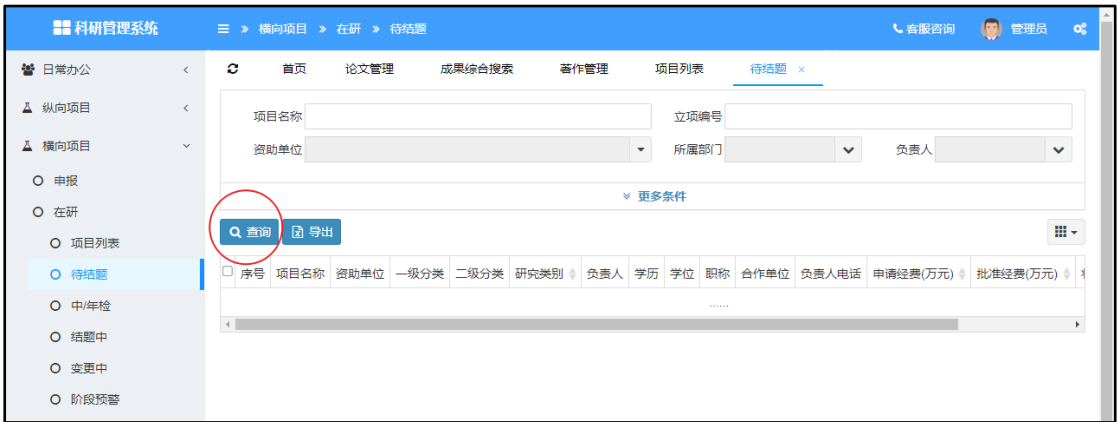 科研管理系统
横向项目 » 在研 » 待结题
客服咨询 管理员
日常办公
纵向项目
横向项目
申报
在研
项目列表
待结题
中/年检
结题中
变更中
阶段预警
首页 论文管理 成果综合搜索 著作管理 项目列表 待结题 ×
项目名称 立项编号
资助单位 所属部门 负责人
更多条件
查询 导出
序号 项目名称 资助单位 一级分类 二级分类 研究类别 负责人 学历 学位 职称 合作单位 负责人电话 申请经费(万元) 批准经费(万元)
......